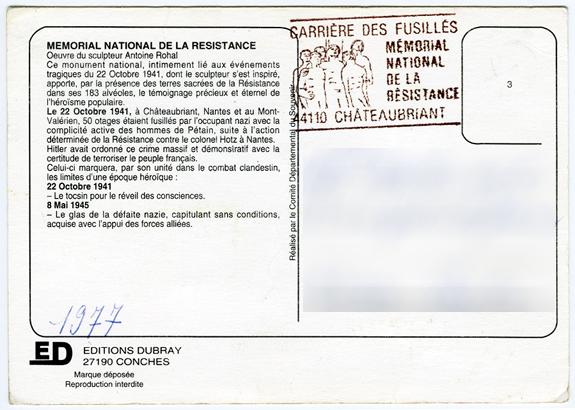 MEMORIAL NATIONAL DE LA RESISTANCE
Oeuvre du sculpteur Antoine Rohal
Ce monument national, intimement lié aux événements
tragiques du 22 Octobre 1941, dont le sculpteur s'est inspiré,
apporte, par la présence des terres sacrées de la Résistance
dans ses 183 alvéoles, le témoignage précieux et éternel de
l'héroïsme populaire.
Le 22 Octobre 1941, à Châteaubriant, Nantes et au Mont-
Valérien, 50 otages étaient fusillés par l'occupant nazi avec la
complicité active des hommes de Pétain, suite à l'action
déterminée de la Résistance contre le colonel Hotz à Nantes.
Hitler avait ordonné ce crime massif et démonstratif avec la
certitude de terroriser le peuple français.
Celui-ci marquera, par son unité dans le combat clandestin,
les limites d'une époque héroïque :
22 Octobre 1941
– Le tocsin pour le réveil des consciences.
8 Mai 1945
– Le glas de la défaite nazie, capitulant sans conditions,
acquise avec l'appui des forces alliées.
1977
ED
EDITIONS DUBRAY
27190 CONCHES
Marque déposée
Reproduction interdite
Réalisé par le Comité Départemental du Souvenir
CARRIÈRE DES FUSILLÉS
MÉMORIAL
NATIONAL
DE LA
RÉSISTANCE
44110 CHÂTEAUBRIANT
3